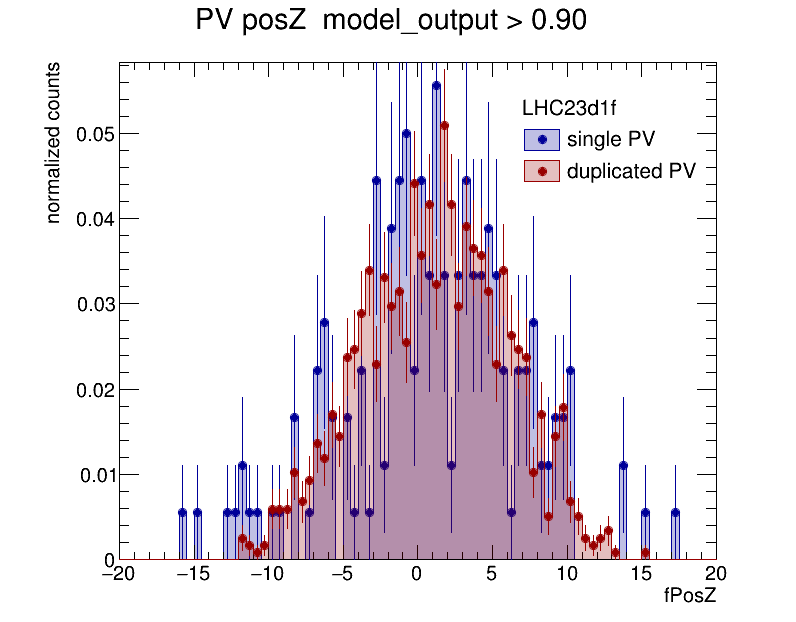 PV posZ  model_output > 0.90
normalized counts
LHC23d1f
single PV
duplicated PV
0.05
0.04
0.03
0.02
0.01
0
−20 −15 −10 −5 0 5 10 15 20
fPosZ